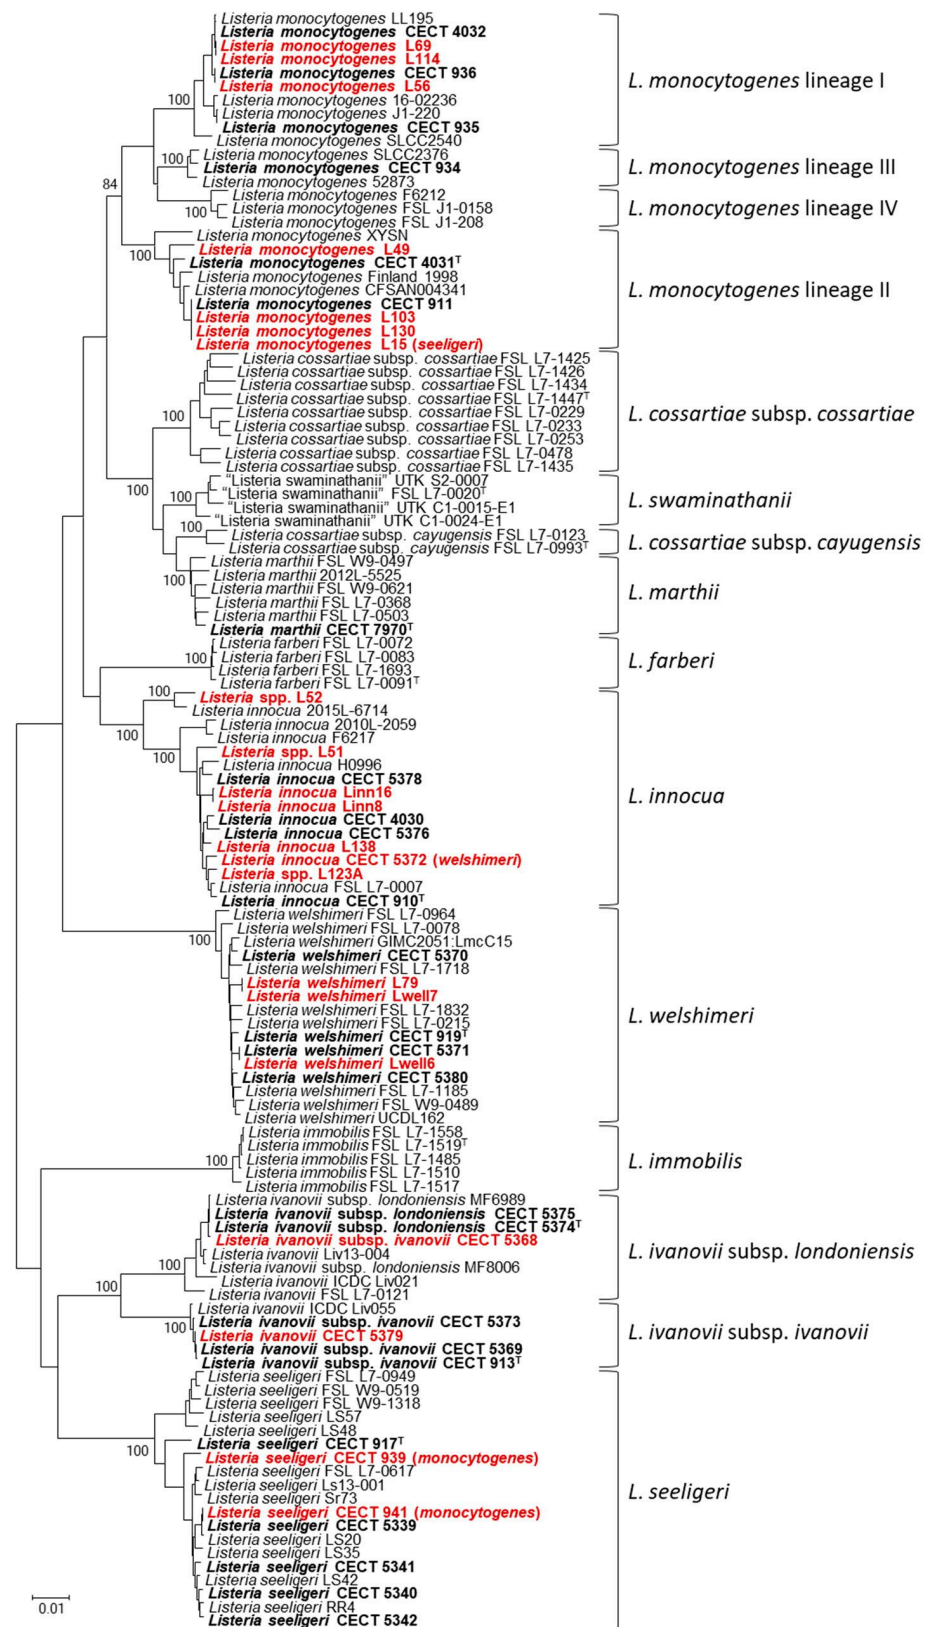 Listeria monocytogenes LL195
Listeria monocytogenes CECT 4032
Listeria monocytogenes L69
Listeria monocytogenes L114
Listeria monocytogenes CECT 936
Listeria monocytogenes L56
Listeria monocytogenes 16-02236
Listeria monocytogenes J1-220
Listeria monocytogenes CECT 935
Listeria monocytogenes SLCC2540
100
L. monocytogenes lineage I
Listeria monocytogenes SLCC2376
Listeria monocytogenes CECT 934
Listeria monocytogenes 52873
100
L. monocytogenes lineage III
84
Listeria monocytogenes F6212
Listeria monocytogenes FSL J1-0158
Listeria monocytogenes FSL J1-208
100
L. monocytogenes lineage IV
Listeria monocytogenes XYSN
Listeria monocytogenes L49
Listeria monocytogenes CECT 4031ᵀ
Listeria monocytogenes Finland 1998
Listeria monocytogenes CFSAN004341
Listeria monocytogenes CECT 911
Listeria monocytogenes L103
Listeria monocytogenes L130
Listeria monocytogenes L15 (seeligeri)
100
L. monocytogenes lineage II
Listeria cossartiae subsp. cossartiae FSL L7-1425
Listeria cossartiae subsp. cossartiae FSL L7-1426
Listeria cossartiae subsp. cossartiae FSL L7-1434
Listeria cossartiae subsp. cossartiae FSL L7-1447ᵀ
Listeria cossartiae subsp. cossartiae FSL L7-0229
Listeria cossartiae subsp. cossartiae FSL L7-0233
Listeria cossartiae subsp. cossartiae FSL L7-0253
Listeria cossartiae subsp. cossartiae FSL L7-0478
Listeria cossartiae subsp. cossartiae FSL L7-1435
100
L. cossartiae subsp. cossartiae
100
"Listeria swaminathanii" UTK S2-0007
"Listeria swaminathanii" FSL L7-0020ᵀ
"Listeria swaminathanii" UTK C1-0015-E1
"Listeria swaminathanii" UTK C1-0024-E1
100
L. swaminathanii
Listeria cossartiae subsp. cayugensis FSL L7-0123
Listeria cossartiae subsp. cayugensis FSL L7-0993ᵀ
100
L. cossartiae subsp. cayugensis
Listeria marthii FSL W9-0497
Listeria marthii 2012L-5525
Listeria marthii FSL W9-0621
Listeria marthii FSL L7-0368
Listeria marthii FSL L7-0503
Listeria marthii CECT 7970ᵀ
100
L. marthii
Listeria farberi FSL L7-0072
Listeria farberi FSL L7-0083
Listeria farberi FSL L7-1693
Listeria farberi FSL L7-0091ᵀ
100
L. farberi
Listeria spp. L52
Listeria innocua 2015L-6714
100
Listeria innocua 2010L-2059
Listeria innocua F6217
100
Listeria spp. L51
100
Listeria innocua H0996
Listeria innocua CECT 5378
Listeria innocua Linn16
Listeria innocua Linn8
Listeria innocua CECT 4030
Listeria innocua CECT 5376
Listeria innocua L138
Listeria innocua CECT 5372 (welshimeri)
Listeria spp. L123A
Listeria innocua FSL L7-0007
Listeria innocua CECT 910ᵀ
L. innocua
Listeria welshimeri FSL L7-0964
Listeria welshimeri FSL L7-0078
Listeria welshimeri GIMC2051:LmcC15
Listeria welshimeri CECT 5370
Listeria welshimeri FSL L7-1718
Listeria welshimeri L79
Listeria welshimeri Lwell7
Listeria welshimeri FSL L7-1832
Listeria welshimeri FSL L7-0215
Listeria welshimeri CECT 919ᵀ
Listeria welshimeri CECT 5371
Listeria welshimeri Lwell6
Listeria welshimeri CECT 5380
Listeria welshimeri FSL L7-1185
Listeria welshimeri FSL W9-0489
Listeria welshimeri UCDL162
100
L. welshimeri
Listeria immobilis FSL L7-1558
Listeria immobilis FSL L7-1519ᵀ
Listeria immobilis FSL L7-1485
Listeria immobilis FSL L7-1510
Listeria immobilis FSL L7-1517
100
L. immobilis
Listeria ivanovii subsp. londoniensis MF6989
Listeria ivanovii subsp. londoniensis CECT 5375
Listeria ivanovii subsp. londoniensis CECT 5374ᵀ
Listeria ivanovii subsp. ivanovii CECT 5368
Listeria ivanovii Liv13-004
Listeria ivanovii subsp. londoniensis MF8006
Listeria ivanovii ICDC Liv021
Listeria ivanovii FSL L7-0121
100
L. ivanovii subsp. londoniensis
100
Listeria ivanovii ICDC Liv055
Listeria ivanovii subsp. ivanovii CECT 5373
Listeria ivanovii CECT 5379
Listeria ivanovii subsp. ivanovii CECT 5369
Listeria ivanovii subsp. ivanovii CECT 913ᵀ
100
L. ivanovii subsp. ivanovii
Listeria seeligeri FSL L7-0949
Listeria seeligeri FSL W9-0519
Listeria seeligeri FSL W9-1318
Listeria seeligeri LS57
Listeria seeligeri LS48
Listeria seeligeri CECT 917ᵀ
100
Listeria seeligeri CECT 939 (monocytogenes)
Listeria seeligeri FSL L7-0617
Listeria seeligeri Ls13-001
Listeria seeligeri Sr73
Listeria seeligeri CECT 941 (monocytogenes)
Listeria seeligeri CECT 5339
Listeria seeligeri LS20
Listeria seeligeri LS35
Listeria seeligeri CECT 5341
Listeria seeligeri LS42
Listeria seeligeri CECT 5340
Listeria seeligeri RR4
Listeria seeligeri CECT 5342
L. seeligeri
0.01